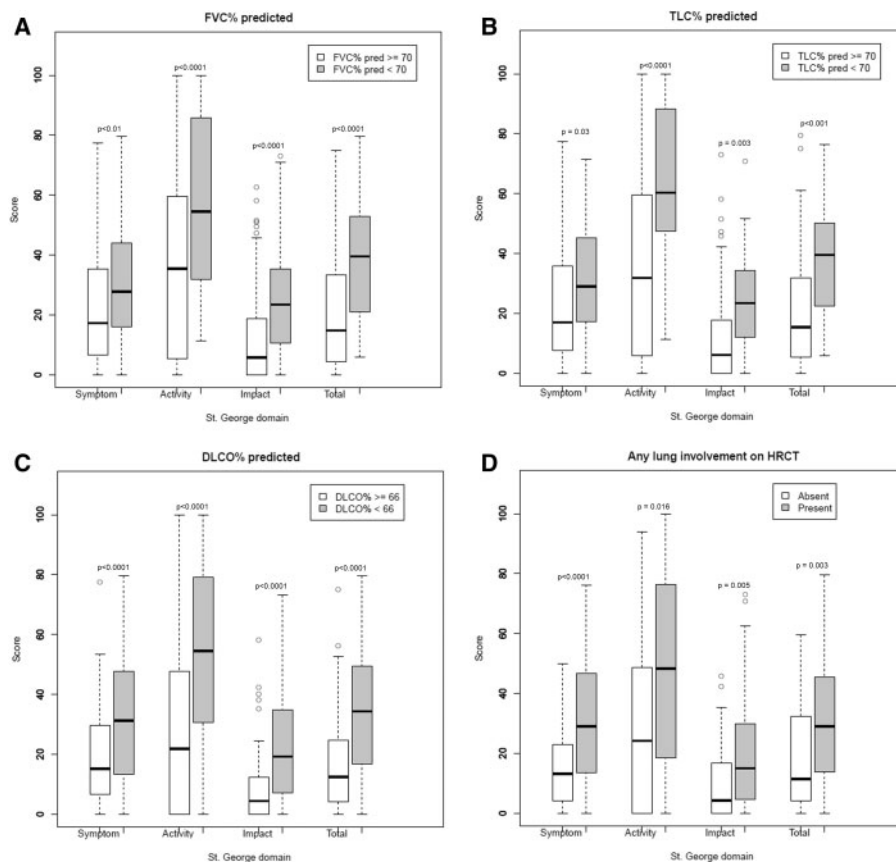 A
FVC% predicted
FVC% pred >= 70
FVC% pred < 70
p<0.01
p<0.0001
p<0.0001
p<0.0001
Score
100
80
60
40
20
0
Symptom
Activity
Impact
Total
St. George domain
B
TLC% predicted
TLC% pred >= 70
TLC% pred < 70
p = 0.03
p<0.0001
p = 0.003
p<0.001
Score
100
80
60
40
20
0
Symptom
Activity
Impact
Total
St. George domain
C
DLCO% predicted
DLCO% >= 66
DLCO% < 66
p<0.0001
p<0.0001
p<0.0001
p<0.0001
Score
100
80
60
40
20
0
Symptom
Activity
Impact
Total
St. George domain
D
Any lung involvement on HRCT
Absent
Present
p<0.0001
p = 0.016
p = 0.005
p = 0.003
Score
100
80
60
40
20
0
Symptom
Activity
Impact
Total
St. George domain